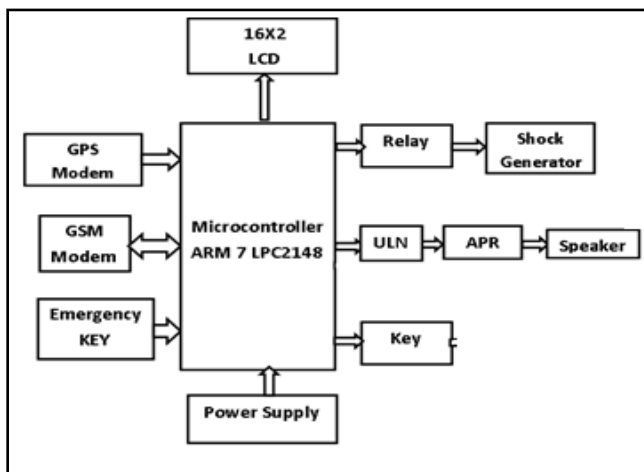 16X2
LCD
GPS
Modem
Relay
Shock
Generator
GSM
Modem
Microcontroller
ARM 7 LPC2148
ULN
APR
Speaker
Emergency
KEY
Key
Power Supply